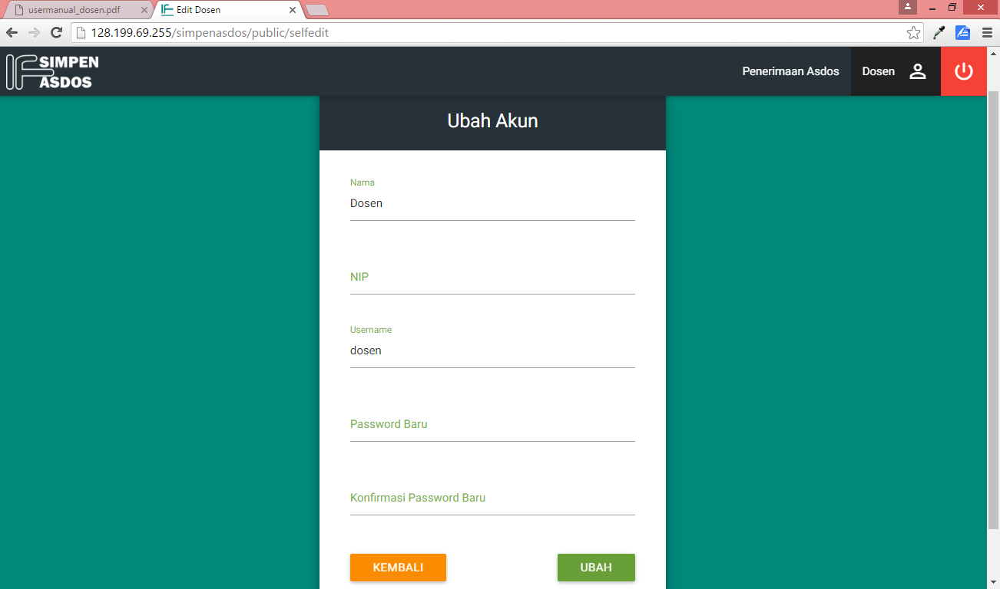 usermanual_dosen.pdf
Edit Dosen
128.199.69.255/simpenasdos/public/selfedit
IF SIMPEN
ASDOS
Penerimaan Asdos
Dosen
Ubah Akun
Nama
Dosen
NIP
Username
dosen
Password Baru
Konfirmasi Password Baru
KEMBALI
UBAH